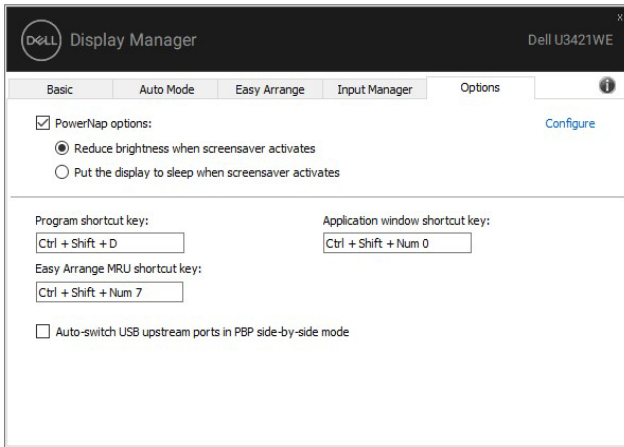 x
DELL Display Manager
Dell U3421WE
Basic
Auto Mode
Easy Arrange
Input Manager
Options
i
PowerNap options:
Configure
Reduce brightness when screensaver activates
Put the display to sleep when screensaver activates
Program shortcut key:
Application window shortcut key:
Ctrl + Shift + D
Ctrl + Shift + Num 0
Easy Arrange MRU shortcut key:
Ctrl + Shift + Num 7
Auto-switch USB upstream ports in PBP side-by-side mode